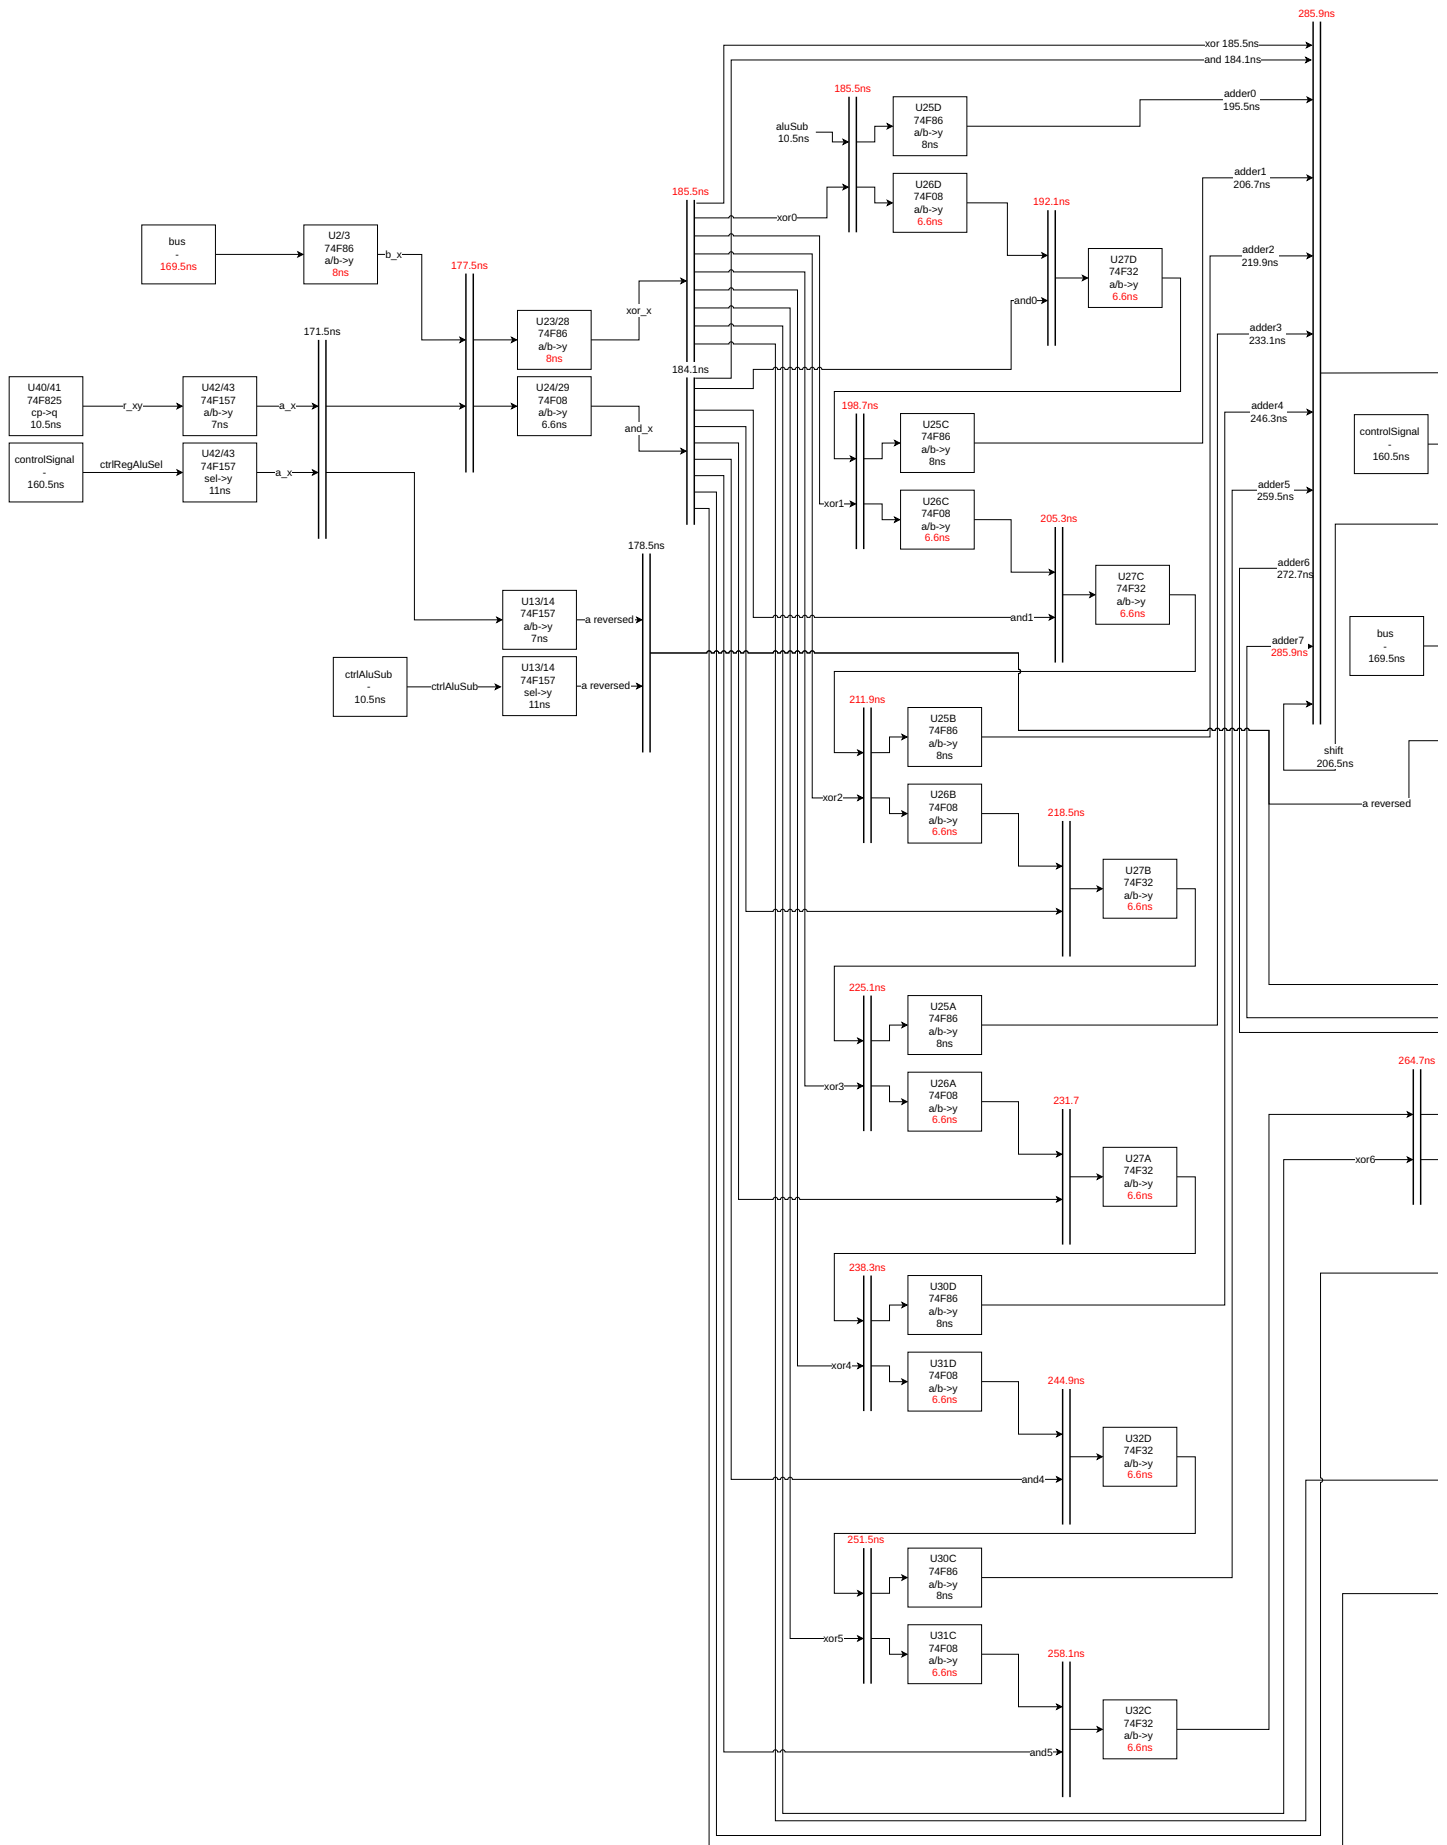 285.9ns
xor 185.5ns
and 184.1ns
185.5ns
adder0
195.5ns
aluSub
10.5ns
U25D
74F86
a/b->y
8ns
U26D
74F08
a/b->y
6.6ns
adder1
206.7ns
185.5ns
xor0
192.1ns
bus
-
169.5ns
U2/3
74F86
a/b->y
8ns
b_x
177.5ns
adder2
219.9ns
U27D
74F32
a/b->y
6.6ns
and0
xor_x
171.5ns
U23/28
74F86
a/b->y
8ns
adder3
233.1ns
184.1ns
U40/41
74F825
cp->q
10.5ns
r_xy
U42/43
74F157
a/b->y
7ns
a_x
U24/29
74F08
a/b->y
6.6ns
and_x
198.7ns
adder4
246.3ns
U25C
74F86
a/b->y
8ns
controlSignal
-
160.5ns
controlSignal
-
160.5ns
ctrlRegAluSel
U42/43
74F157
sel->y
11ns
a_x
adder5
259.5ns
xor1
U26C
74F08
a/b->y
6.6ns
205.3ns
178.5ns
adder6
272.7ns
U27C
74F32
a/b->y
6.6ns
and1
U13/14
74F157
a/b->y
7ns
a reversed
bus
-
169.5ns
adder7
285.9ns
ctrlAluSub
-
10.5ns
ctrlAluSub
U13/14
74F157
sel->y
11ns
a reversed
211.9ns
U25B
74F86
a/b->y
8ns
shift
206.5ns
xor2
U26B
74F08
a/b->y
6.6ns
a reversed
218.5ns
U27B
74F32
a/b->y
6.6ns
225.1ns
U25A
74F86
a/b->y
8ns
264.7ns
xor3
U26A
74F08
a/b->y
6.6ns
231.7
xor6
U27A
74F32
a/b->y
6.6ns
238.3ns
U30D
74F86
a/b->y
8ns
xor4
U31D
74F08
a/b->y
6.6ns
244.9ns
U32D
74F32
a/b->y
6.6ns
and4
251.5ns
U30C
74F86
a/b->y
8ns
xor5
U31C
74F08
a/b->y
6.6ns
258.1ns
U32C
74F32
a/b->y
6.6ns
and5